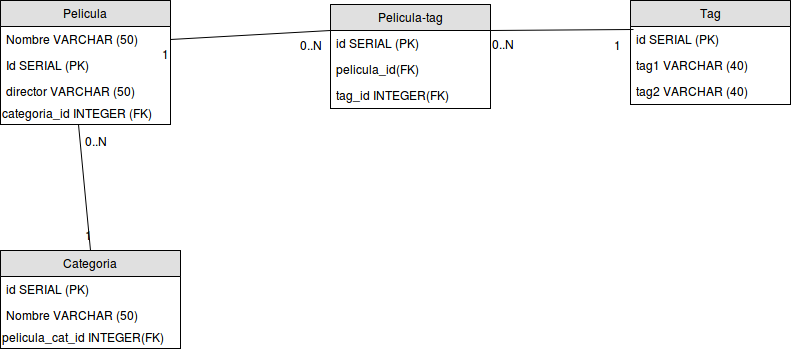 Pelicula
Nombre VARCHAR (50)
Id SERIAL (PK)
director VARCHAR (50)
categoria_id INTEGER (FK)
1
0..N
Pelicula-tag
id SERIAL (PK)
pelicula_id(FK)
tag_id INTEGER(FK)
0..N
1
Tag
id SERIAL (PK)
tag1 VARCHAR (40)
tag2 VARCHAR (40)
0..N
1
Categoria
id SERIAL (PK)
Nombre VARCHAR (50)
pelicula_cat_id INTEGER(FK)